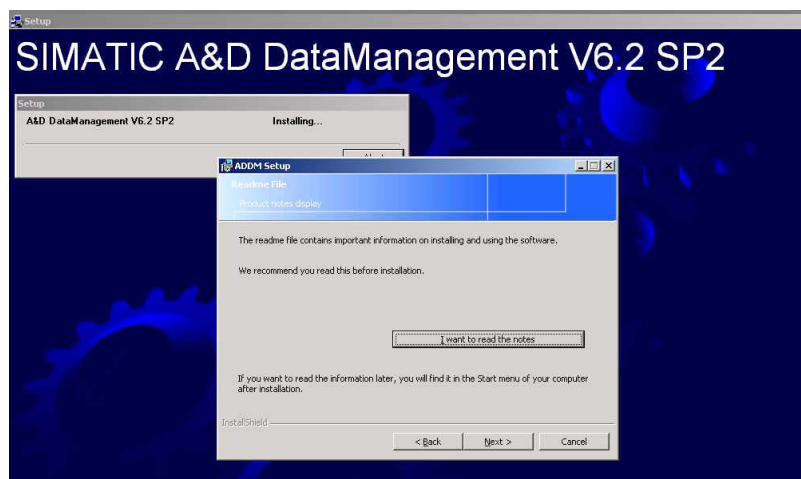 Setup
SIMATIC A&D DataManagement V6.2 SP2
Setup
A&D DataManagement V6.2 SP2 Installing...
ADDM Setup
Readme File
Product notes display
The readme file contains important information on installing and using the software.
We recommend you read this before installation.
I want to read the notes
If you want to read the information later, you will find it in the Start menu of your computer
after installation.
InstallShield
< Back Next > Cancel